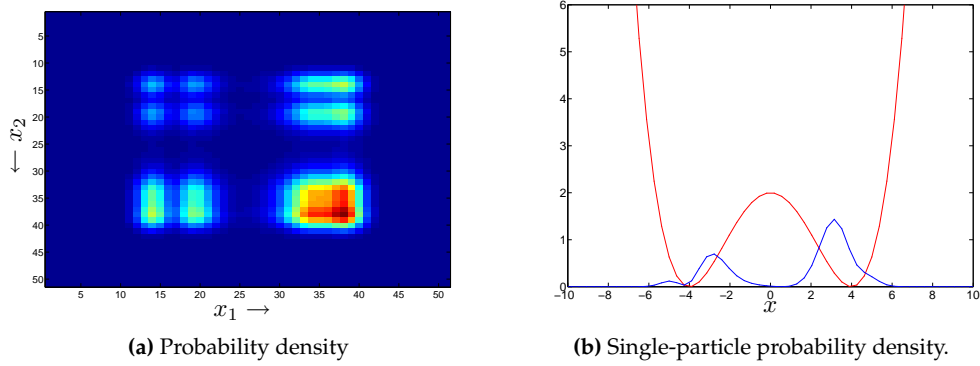 5
10
15
20
25
30
35
40
45
50
← x₂
5 10 15 20 25 30 35 40 45 50
x₁ →
(a) Probability density
6
5
4
3
2
1
0
−10 −8 −6 −4 −2 0 2 4 6 8 10
x
(b) Single-particle probability density.